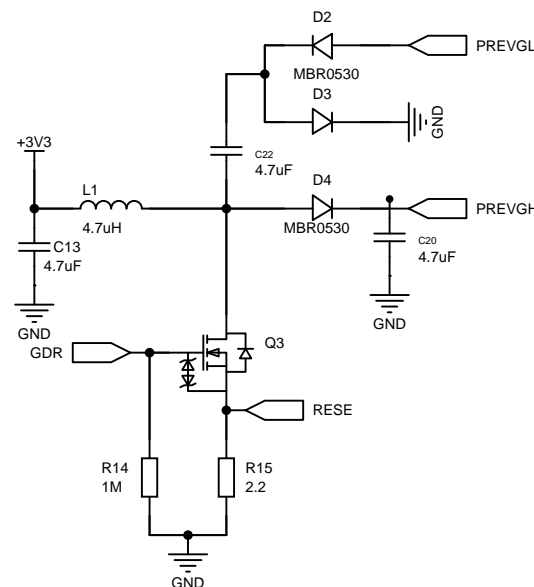 D2
PREVGL
MBR0530
D3
GND
+3V3
C22
4.7uF
L1
D4
PREVGH
4.7uH
MBR0530
C13
4.7uF
C20
4.7uF
GND
GND
Q3
GDR
RESE
R14
1M
R15
2.2
GND